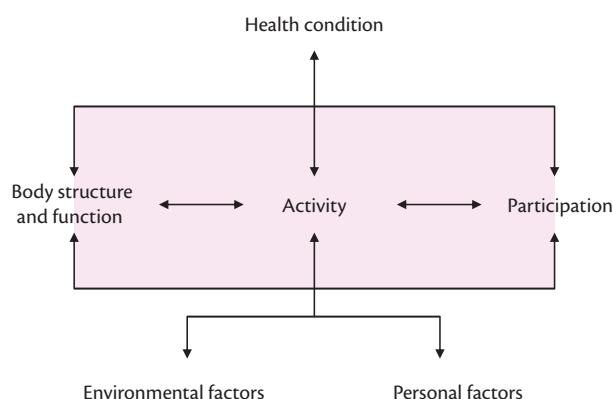 Health condition
Body structure
and function
Activity
Participation
Environmental factors
Personal factors